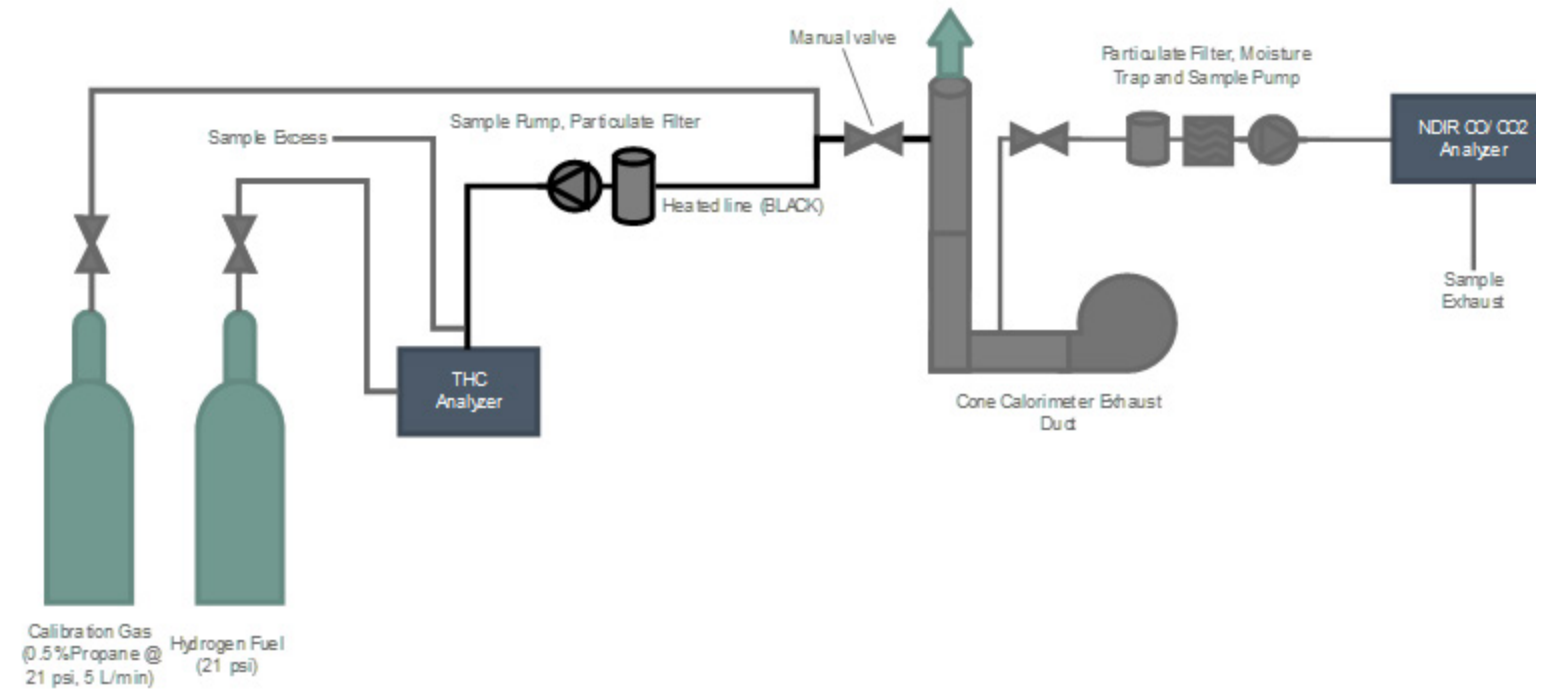 Manual valve
Particulate Filter, Moisture
Trap and Sample Pump
Sample Pump, Particulate Filter
Sample Excess
NDIR CO/CO2
Analyzer
Heated line (BLACK)
Sample
Exhaust
THC
Analyzer
Cone Calorimeter Exhaust
Duct
Calibration Gas
(0.5%Propane @
21 psi, 5 L/min)
Hydrogen Fuel
(21 psi)